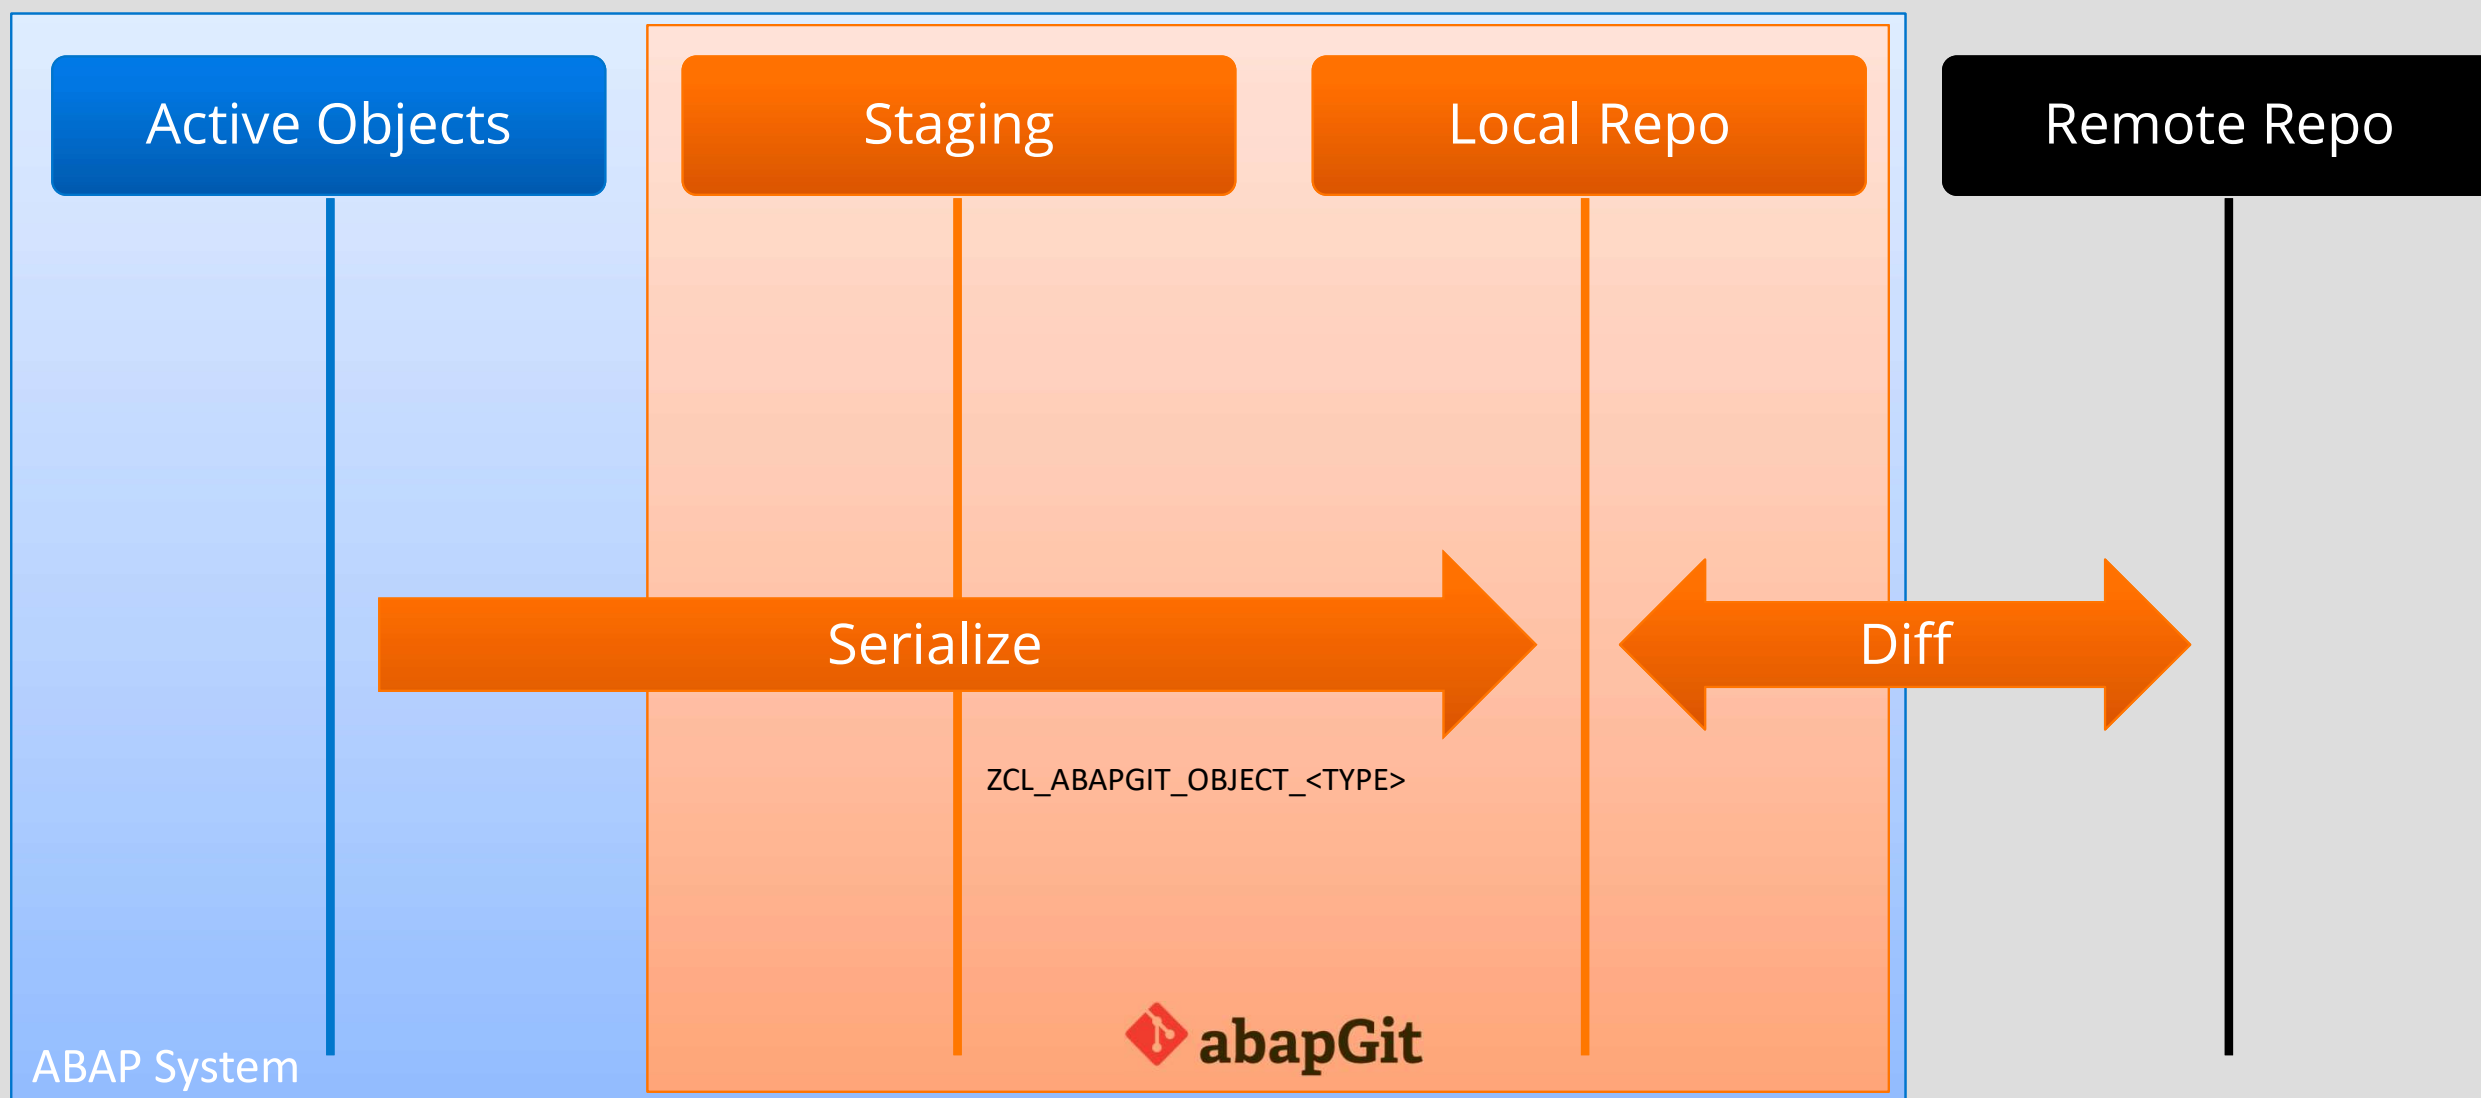 Active Objects
Staging
Local Repo
Remote Repo
Serialize
Diff
ZCL_ABAPGIT_OBJECT_<TYPE>
abapGit
ABAP System